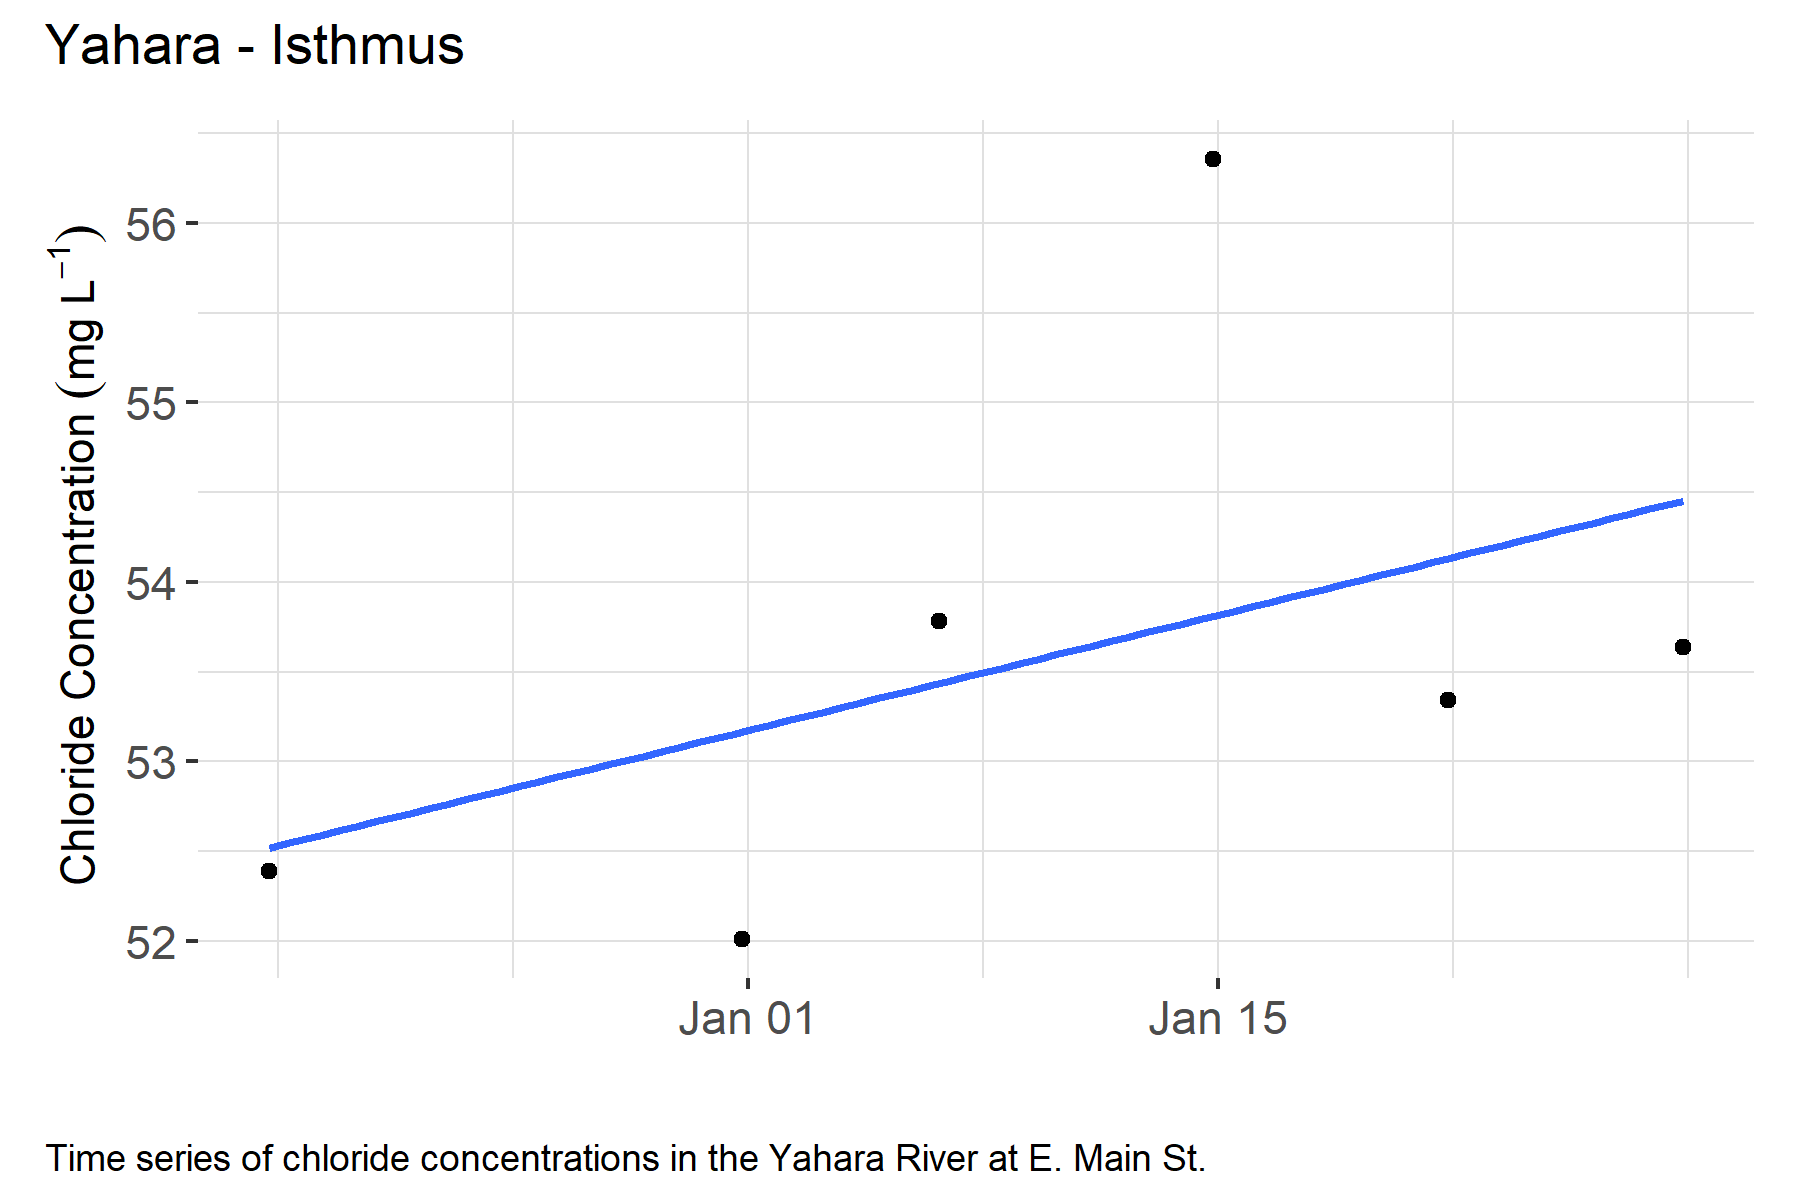 Yahara - Isthmus
Chloride Concentration (mg L⁻¹)
56
55
54
53
52
Jan 01
Jan 15
Time series of chloride concentrations in the Yahara River at E. Main St.